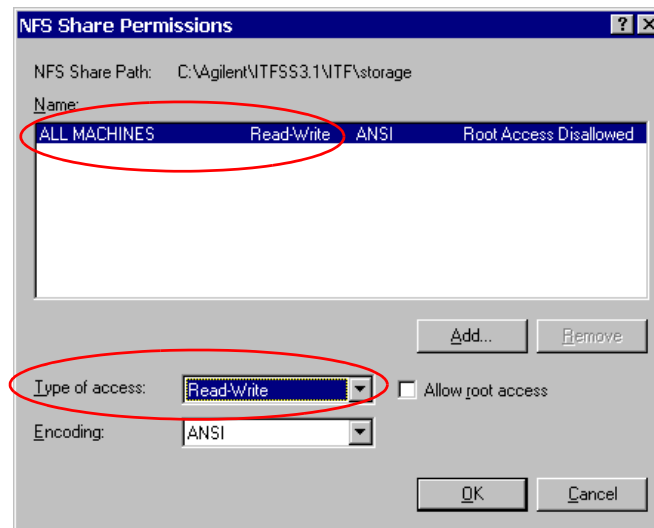 NFS Share Permissions
NFS Share Path: C:\Agilent\ITFSS3.1\ITF\storage
Name:
ALL MACHINES Read-Write ANSI Root Access Disallowed
Add... Remove
Type of access: Read-Write Allow root access
Encoding: ANSI
OK Cancel